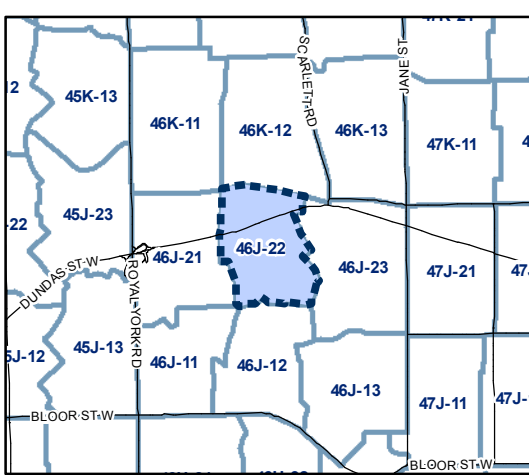 SCARLETT RD
JANE ST
45K-13
46K-11
46K-12
46K-13
47K-11
45J-23
46J-21
46J-22
46J-23
47J-21
DUNDAS ST W
ROYAL YORK RD
45J-13
46J-11
46J-12
46J-13
47J-11
BLOOR ST W
BLOOR ST W